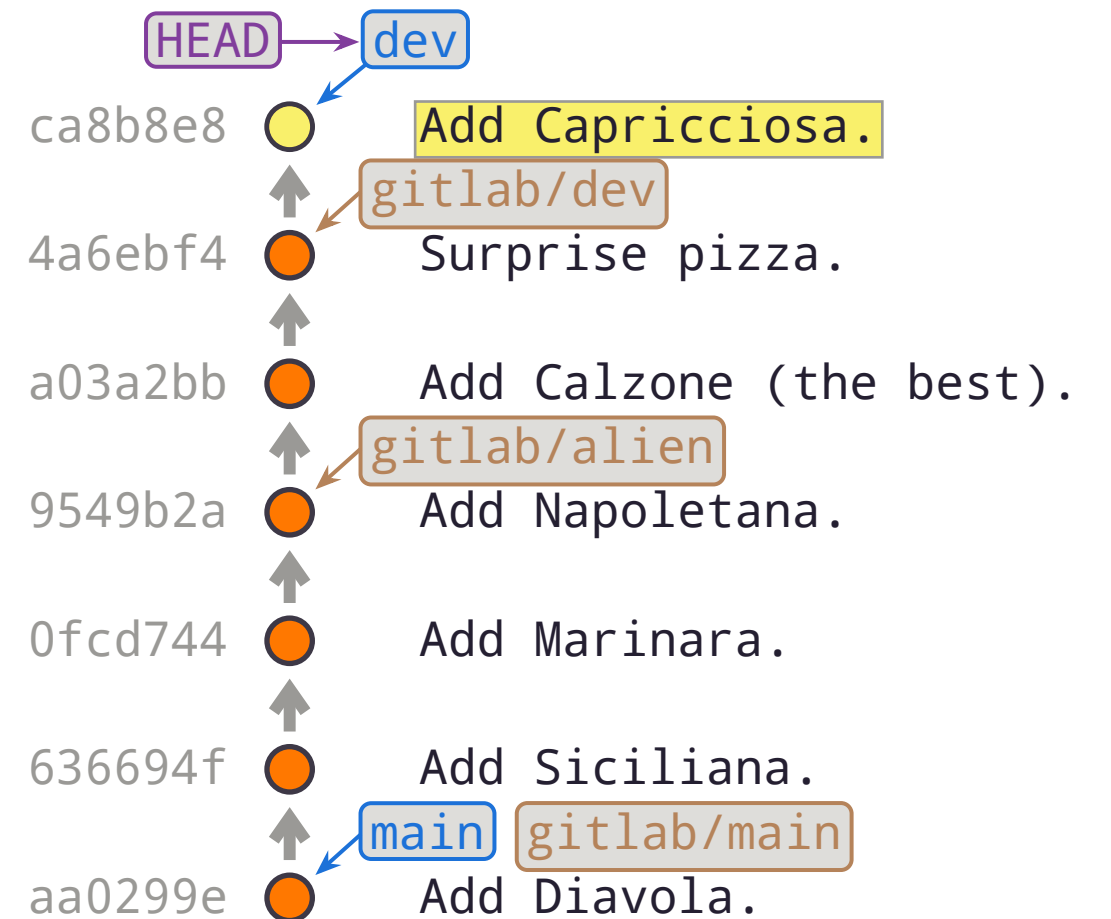 HEAD dev
ca8b8e8 Add Capricciosa.
gitlab/dev
4a6ebf4 Surprise pizza.
a03a2bb Add Calzone (the best).
gitlab/alien
9549b2a Add Napoletana.
0fcd744 Add Marinara.
636694f Add Siciliana.
main gitlab/main
aa0299e Add Diavola.